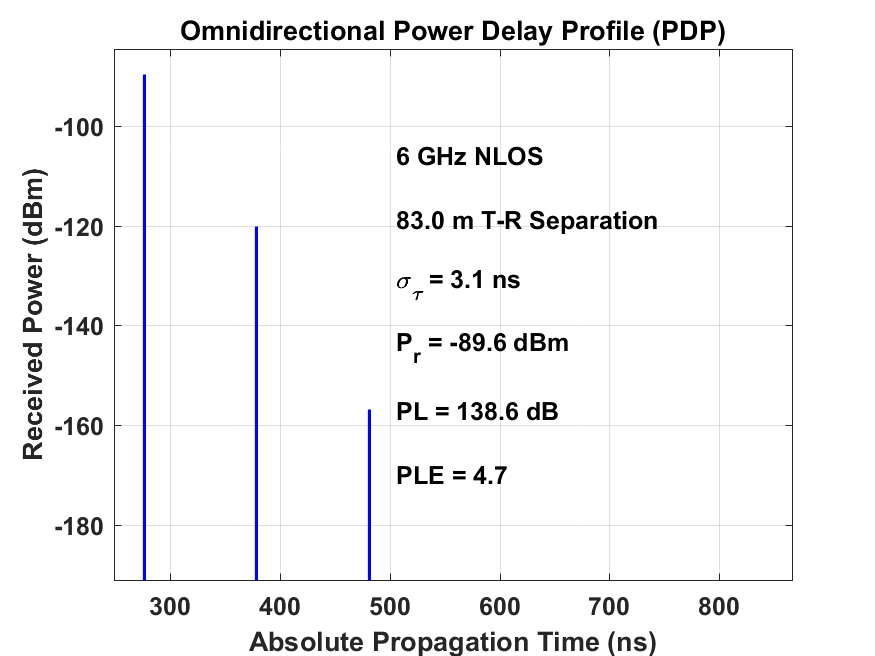 Omnidirectional Power Delay Profile (PDP)
Received Power (dBm)
-100
-120
-140
-160
-180
6 GHz NLOS
83.0 m T-R Separation
σ_τ = 3.1 ns
P_r = -89.6 dBm
PL = 138.6 dB
PLE = 4.7
300 400 500 600 700 800
Absolute Propagation Time (ns)